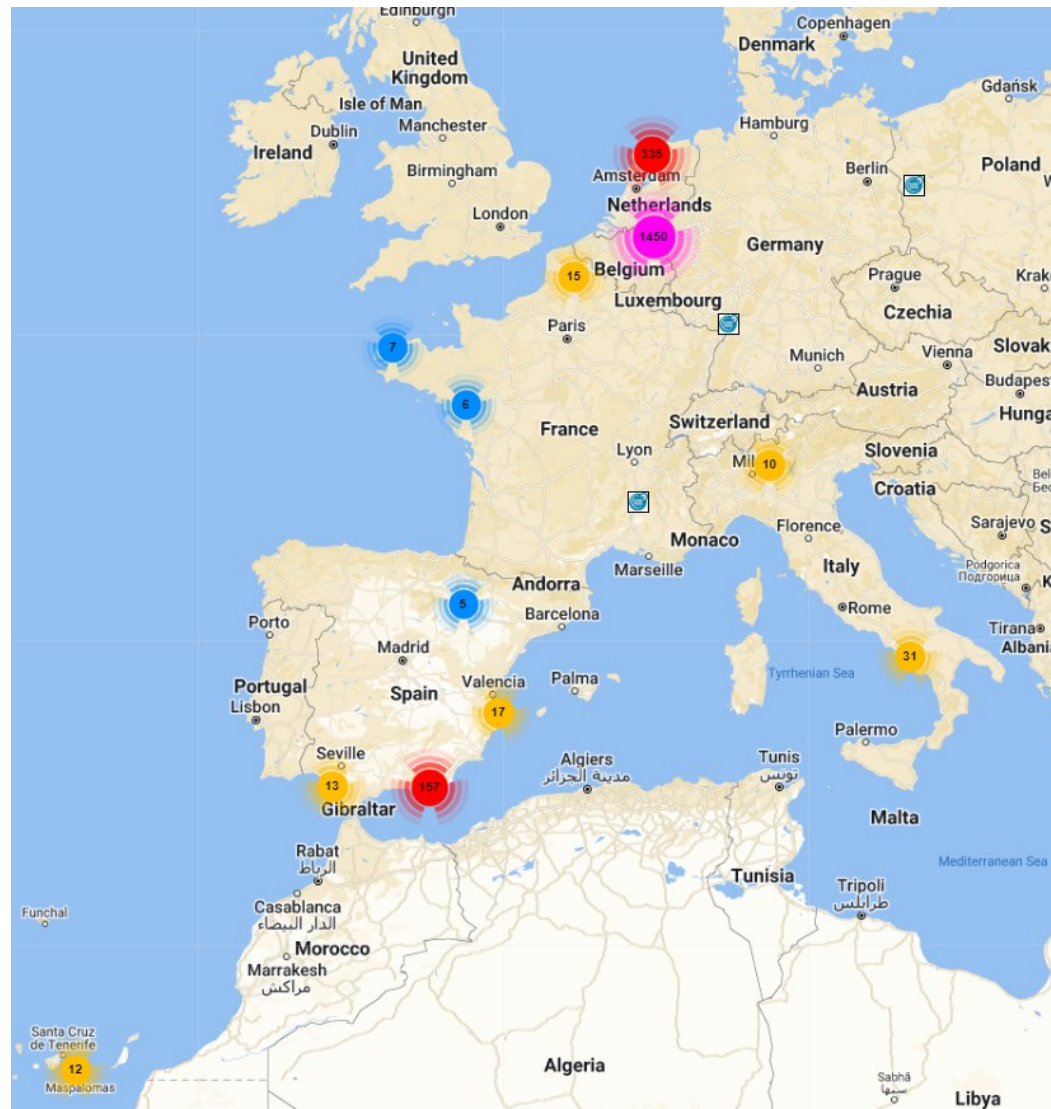 Edinburgh
Copenhagen
United
Kingdom
Denmark
Gdańsk
Isle of Man
Hamburg
Dublin
Manchester
335
Ireland
Birmingham
Amsterdam
Berlin
Poland
Netherlands
London
1450
Germany
15
Belgium
Prague
Luxembourg
Czechia
Paris
7
Munich
Vienna
Slovak
Austria
Budapest
6
Switzerland
Hunga
France
Lyon
Slovenia
10
Croatia
Florence
Sarajevo
Monaco
Marseille
Italy
Podgorica
Подгорица
Andorra
5
Barcelona
Rome
Porto
Tirana
Madrid
Albania
31
Portugal
Spain
Valencia
Palma
Tyrrhenian Sea
Lisbon
17
Palermo
Seville
Algiers
مدينة الجزائر
Tunis
تونس
13
157
Gibraltar
Malta
Rabat
الرباط
Mediterranean Sea
Tunisia
Tripoli
طرابلس
Casablanca
الدار البيضاء
Funchal
Morocco
Marrakesh
مراكش
Santa Cruz
de Tenerife
12
Maspalomas
Algeria
Sabhā
سبها
Libya